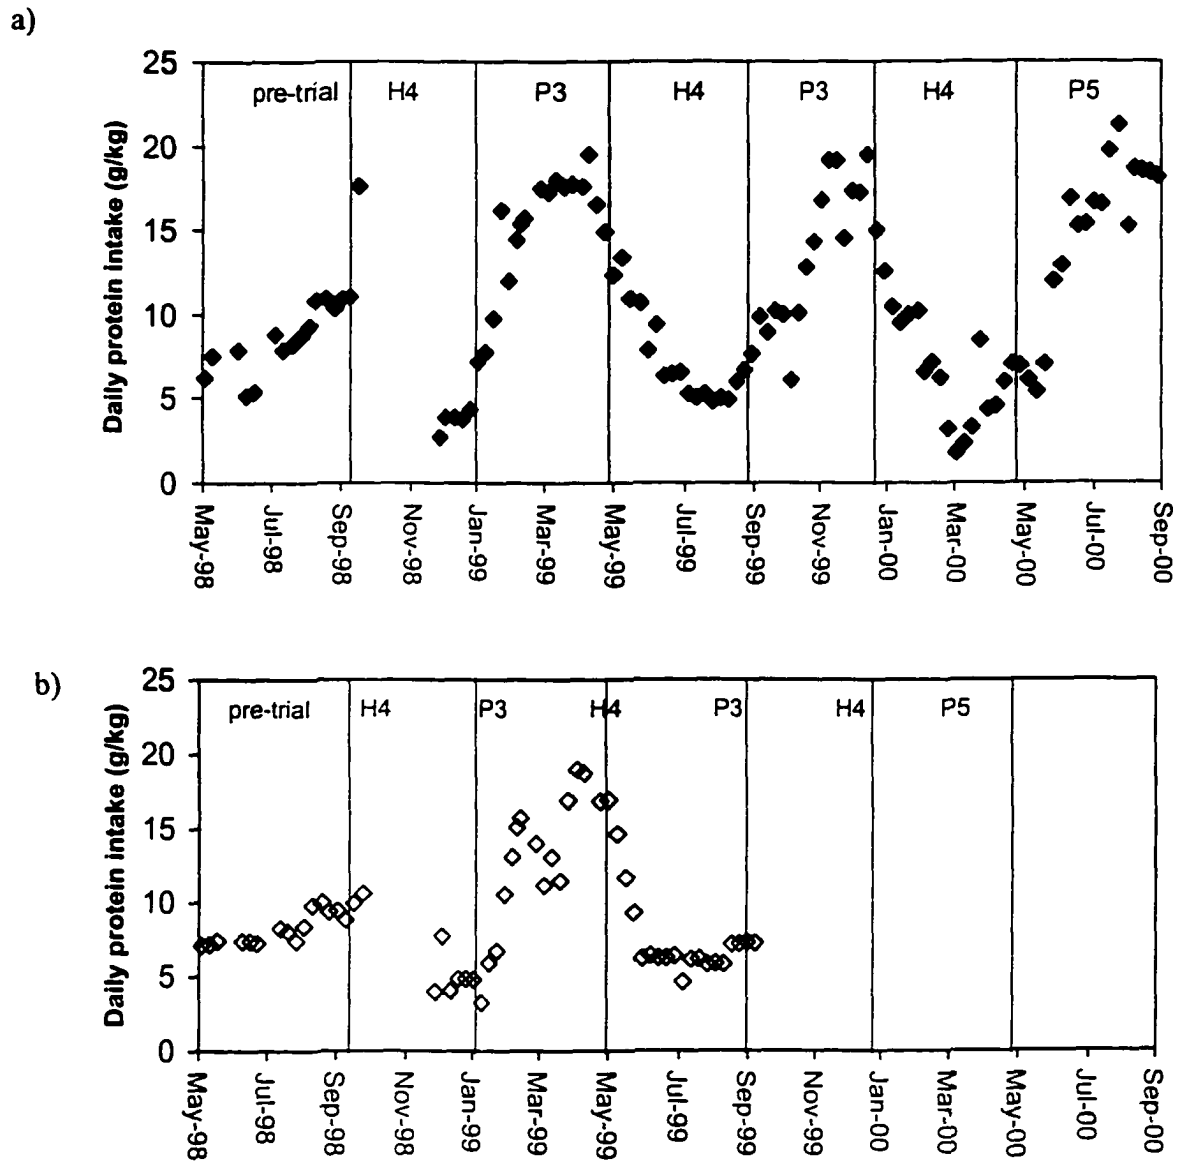 a)
Daily protein intake (g/kg)
25
20
15
10
5
0
pre-trial H4 P3 H4 P3 H4 P5
May-98 Jul-98 Sep-98 Nov-98 Jan-99 Mar-99 May-99 Jul-99 Sep-99 Nov-99 Jan-00 Mar-00 May-00 Jul-00 Sep-00
b)
Daily protein intake (g/kg)
25
20
15
10
5
0
pre-trial H4 P3 H4 P3 H4 P5
May-98 Jul-98 Sep-98 Nov-98 Jan-99 Mar-99 May-99 Jul-99 Sep-99 Nov-99 Jan-00 Mar-00 May-00 Jul-00 Sep-00